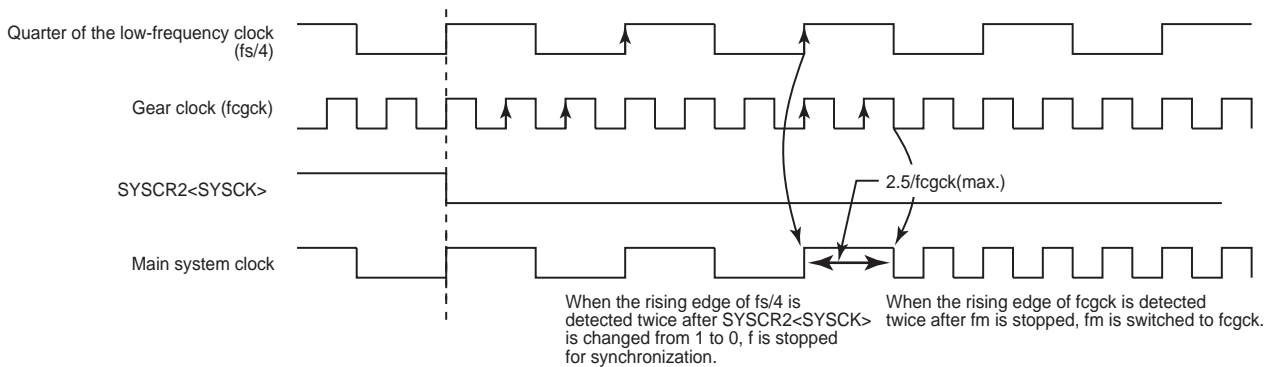 Quarter of the low-frequency clock
(fs/4)
Gear clock (fcgck)
SYSCR2<SYSCK>
2.5/fcgck(max.)
Main system clock
When the rising edge of fs/4 is
detected twice after SYSCR2<SYSCK>
is changed from 1 to 0, f is stopped
for synchronization.
When the rising edge of fcgck is detected
twice after fm is stopped, fm is switched to fcgck.